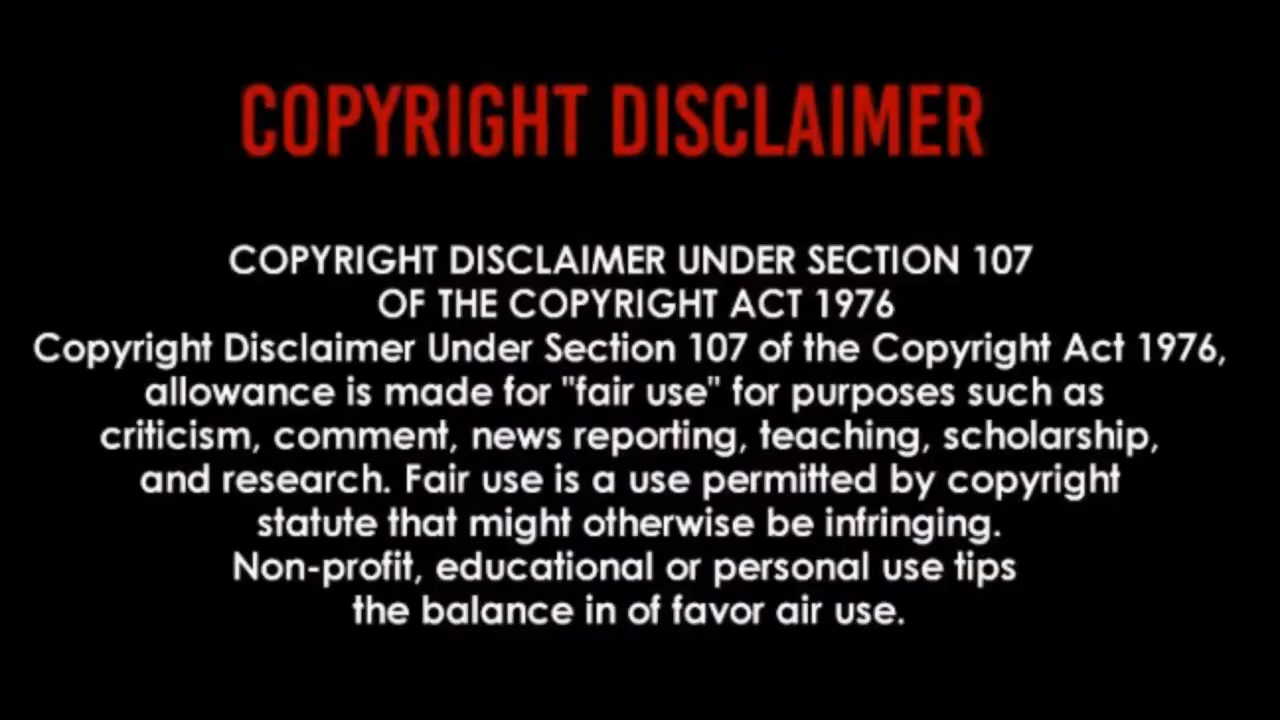 COPYRIGHT DISCLAIMER
COPYRIGHT DISCLAIMER UNDER SECTION 107
OF THE COPYRIGHT ACT 1976
Copyright Disclaimer Under Section 107 of the Copyright Act 1976,
allowance is made for "fair use" for purposes such as
criticism, comment, news reporting, teaching, scholarship,
and research. Fair use is a use permitted by copyright
statute that might otherwise be infringing.
Non-profit, educational or personal use tips
the balance in of favor air use.